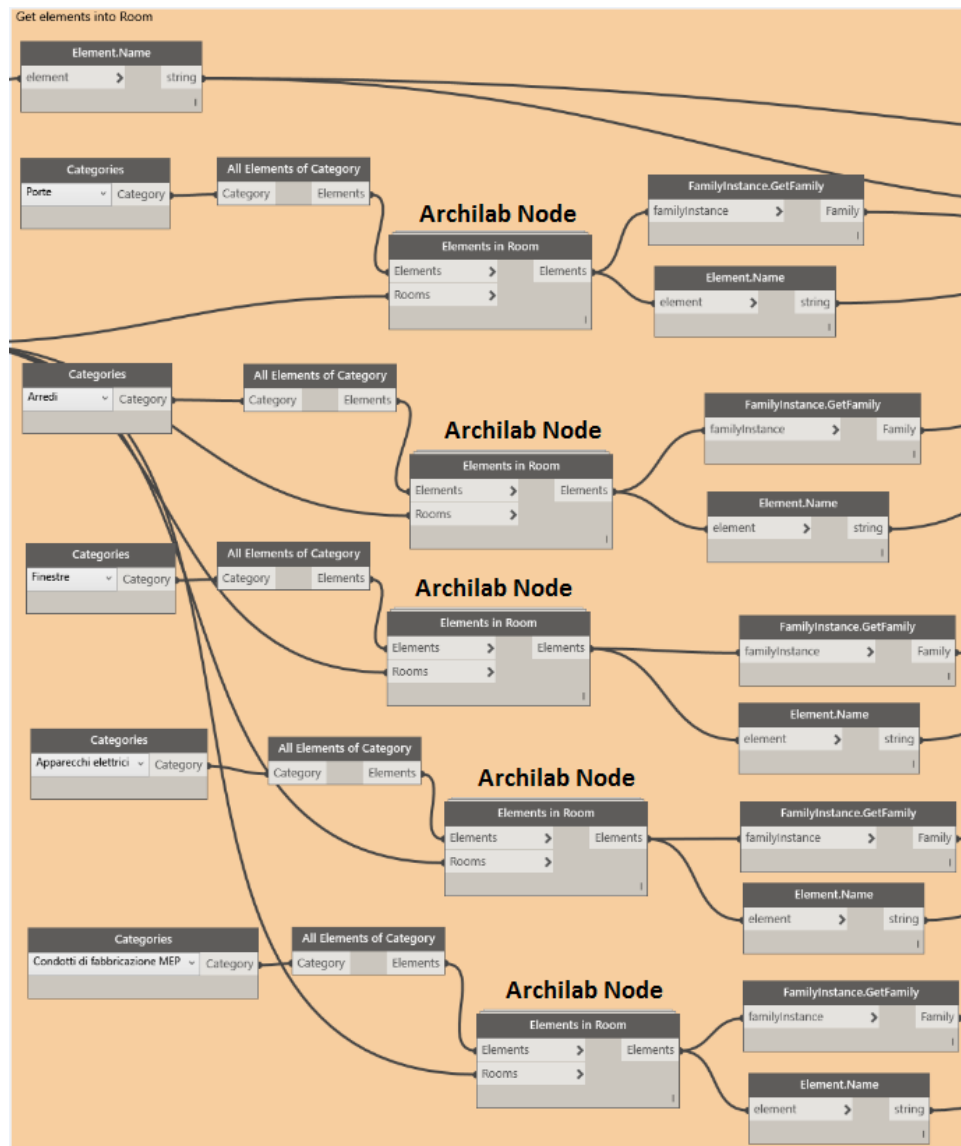 Get elements into Room
Element.Name
element > string
Categories
Porte Category
All Elements of Category
Category Elements
Archilab Node
Elements in Room
Elements > Elements
Rooms >
FamilyInstance.GetFamily
familyInstance > Family
Element.Name
element > string
Categories
Arredi Category
All Elements of Category
Category Elements
Archilab Node
Elements in Room
Elements > Elements
Rooms >
FamilyInstance.GetFamily
familyInstance > Family
Element.Name
element > string
Categories
Finestre Category
All Elements of Category
Category Elements
Archilab Node
Elements in Room
Elements > Elements
Rooms >
FamilyInstance.GetFamily
familyInstance > Family
Element.Name
element > string
Categories
Apparecchi elettrici Category
All Elements of Category
Category Elements
Archilab Node
Elements in Room
Elements > Elements
Rooms >
FamilyInstance.GetFamily
familyInstance > Family
Element.Name
element > string
Categories
Condotti di fabbricazione MEP Category
All Elements of Category
Category Elements
Archilab Node
Elements in Room
Elements > Elements
Rooms >
FamilyInstance.GetFamily
familyInstance > Family
Element.Name
element > string